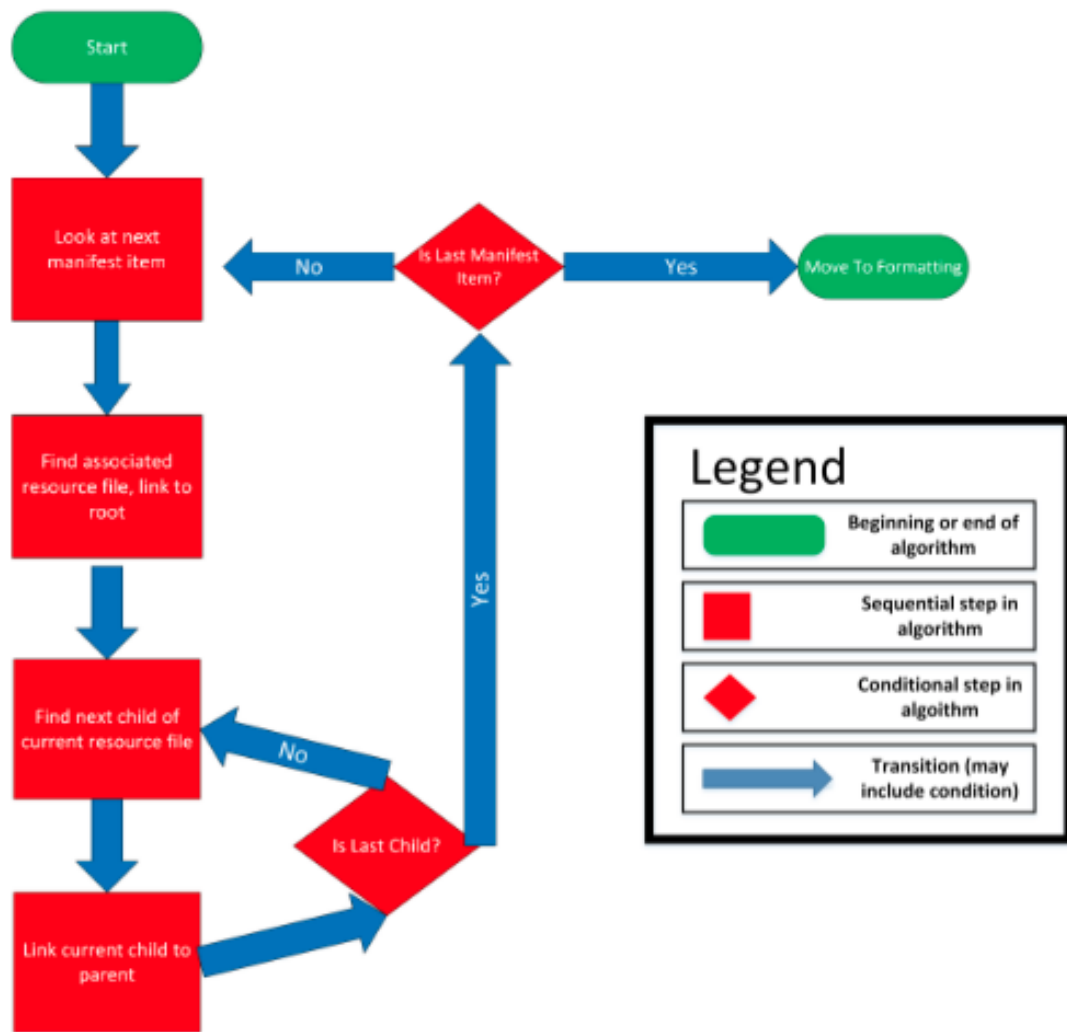 Start
Look at next
manifest item
No
Is Last Manifest
Item?
Yes
Move To Formatting
Find associated
resource file, link to
root
Yes
Find next child of
current resource file
No
Is Last Child?
Link current child to
parent
Legend
Beginning or end of
algorithm
Sequential step in
algorithm
Conditional step in
algoithm
Transition (may
include condition)